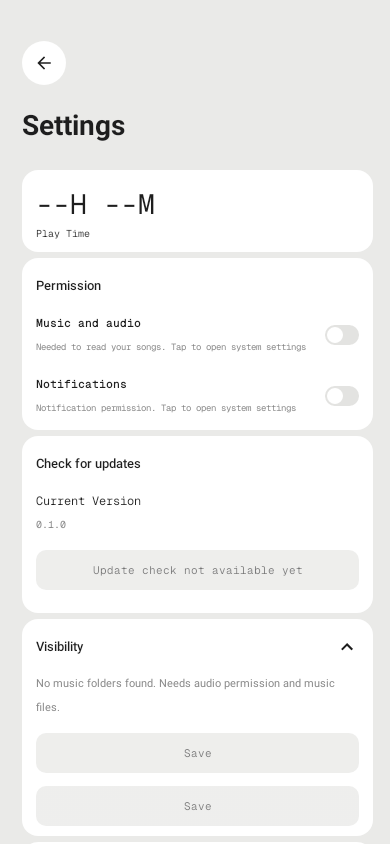 Settings
--H --M
Play Time
Permission
Music and audio
Needed to read your songs. Tap to open system settings
Notifications
Notification permission. Tap to open system settings
Check for updates
Current Version
0.1.0
Update check not available yet
Visibility
No music folders found. Needs audio permission and music
files.
Save
Save